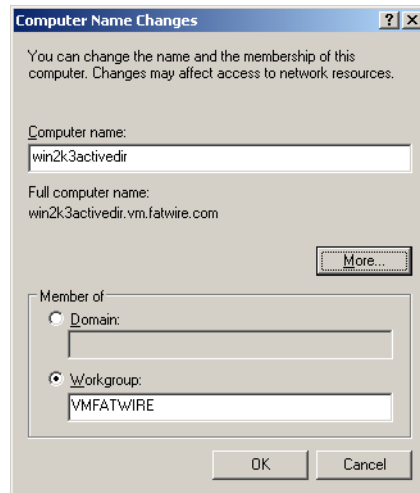 Computer Name Changes
You can change the name and the membership of this
computer. Changes may affect access to network resources.
Computer name:
win2k3activedir
Full computer name:
win2k3activedir.vm.fatwire.com
More...
Member of
Domain:
Workgroup:
VMFATWIRE
OK Cancel